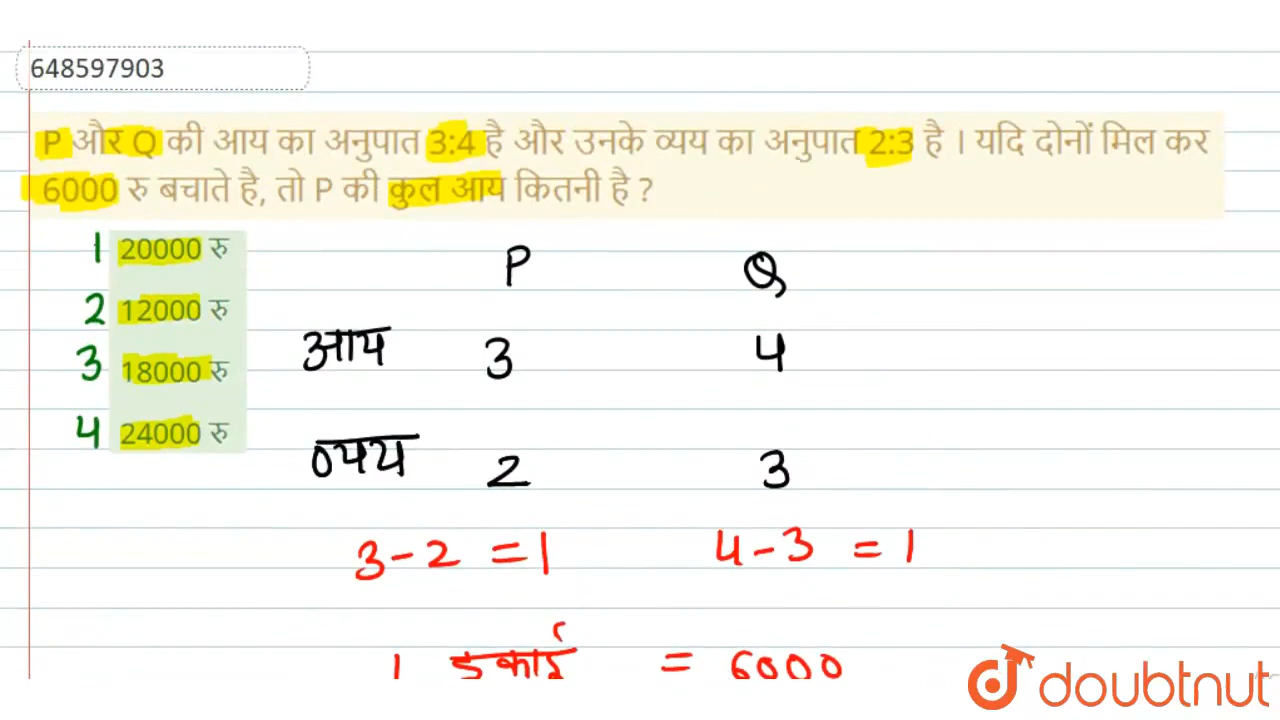 648597903
P और Q की आय का अनुपात 3:4 है और उनके व्यय का अनुपात 2:3 है । यदि दोनों मिल कर
6000 रु बचाते है, तो P की कुल आय कितनी है ?
1 20000 रु
P Q
2 12000 रु
आय 3 4
3 18000 रु
4 24000 रु
व्यय 2 3
3-2 =1 4-3 =1
1 इकाई = 6000
doubtnut